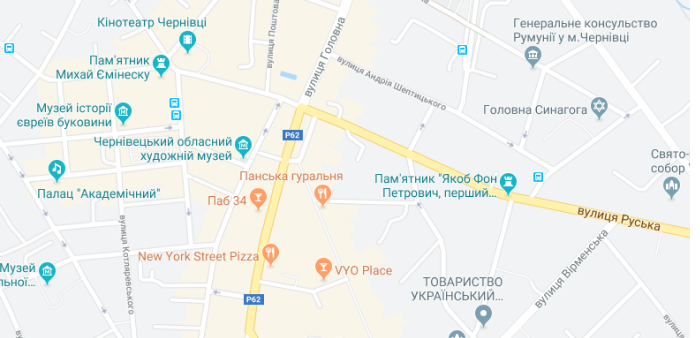 Кінотеатр Чернівці
вулиця Поштова
вулиця Головна
Генеральне консульство
Румунії у м.Чернівці
Пам'ятник
Михай Емінеску
вулиця Андрія Шептицького
Музей історії
євреїв буковини
Головна Синагога
P62
Чернівецький обласний
художній музей
Свято-
собор
Палац "Академічний"
Панська гуральня
Паб 34
Пам'ятник "Якоб Фон
Петрович, перший...
вулиця Руська
вулиця Котляревського
New York Street Pizza
VYO Place
вулиця Вірменська
Музей
льної...
ТОВАРИСТВО
УКРАЇНСЬКИЙ...
P62